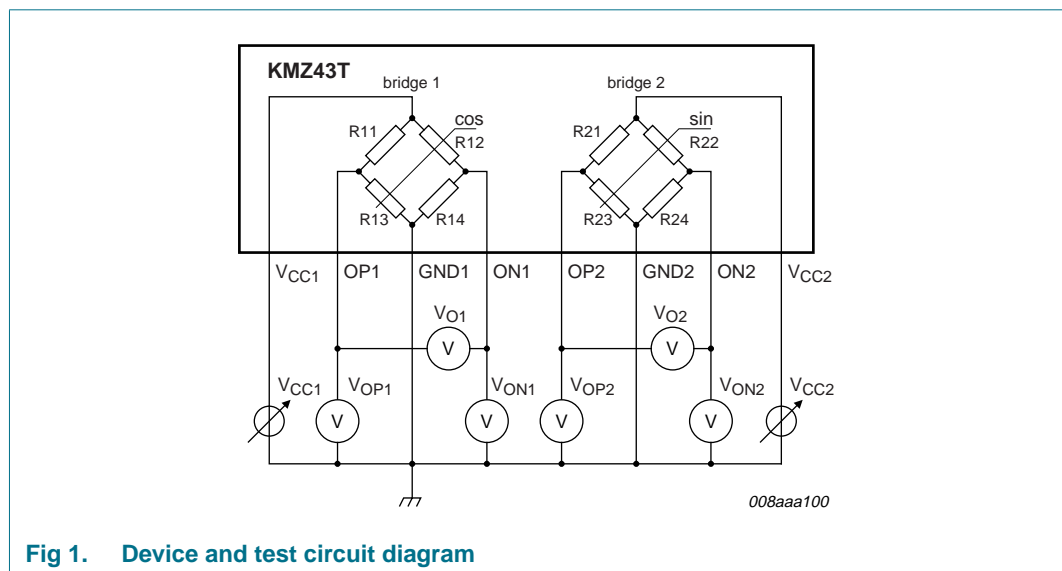 KMZ43T
bridge 1 bridge 2
cos sin
R11 R12 R21 R22
R13 R14 R23 R24
VCC1 OP1 GND1 ON1 OP2 GND2 ON2 VCC2
VO1 VO2
V V
VCC1 VOP1 VON1 VOP2 VON2 VCC2
V V V V
008aaa100
Fig 1. Device and test circuit diagram